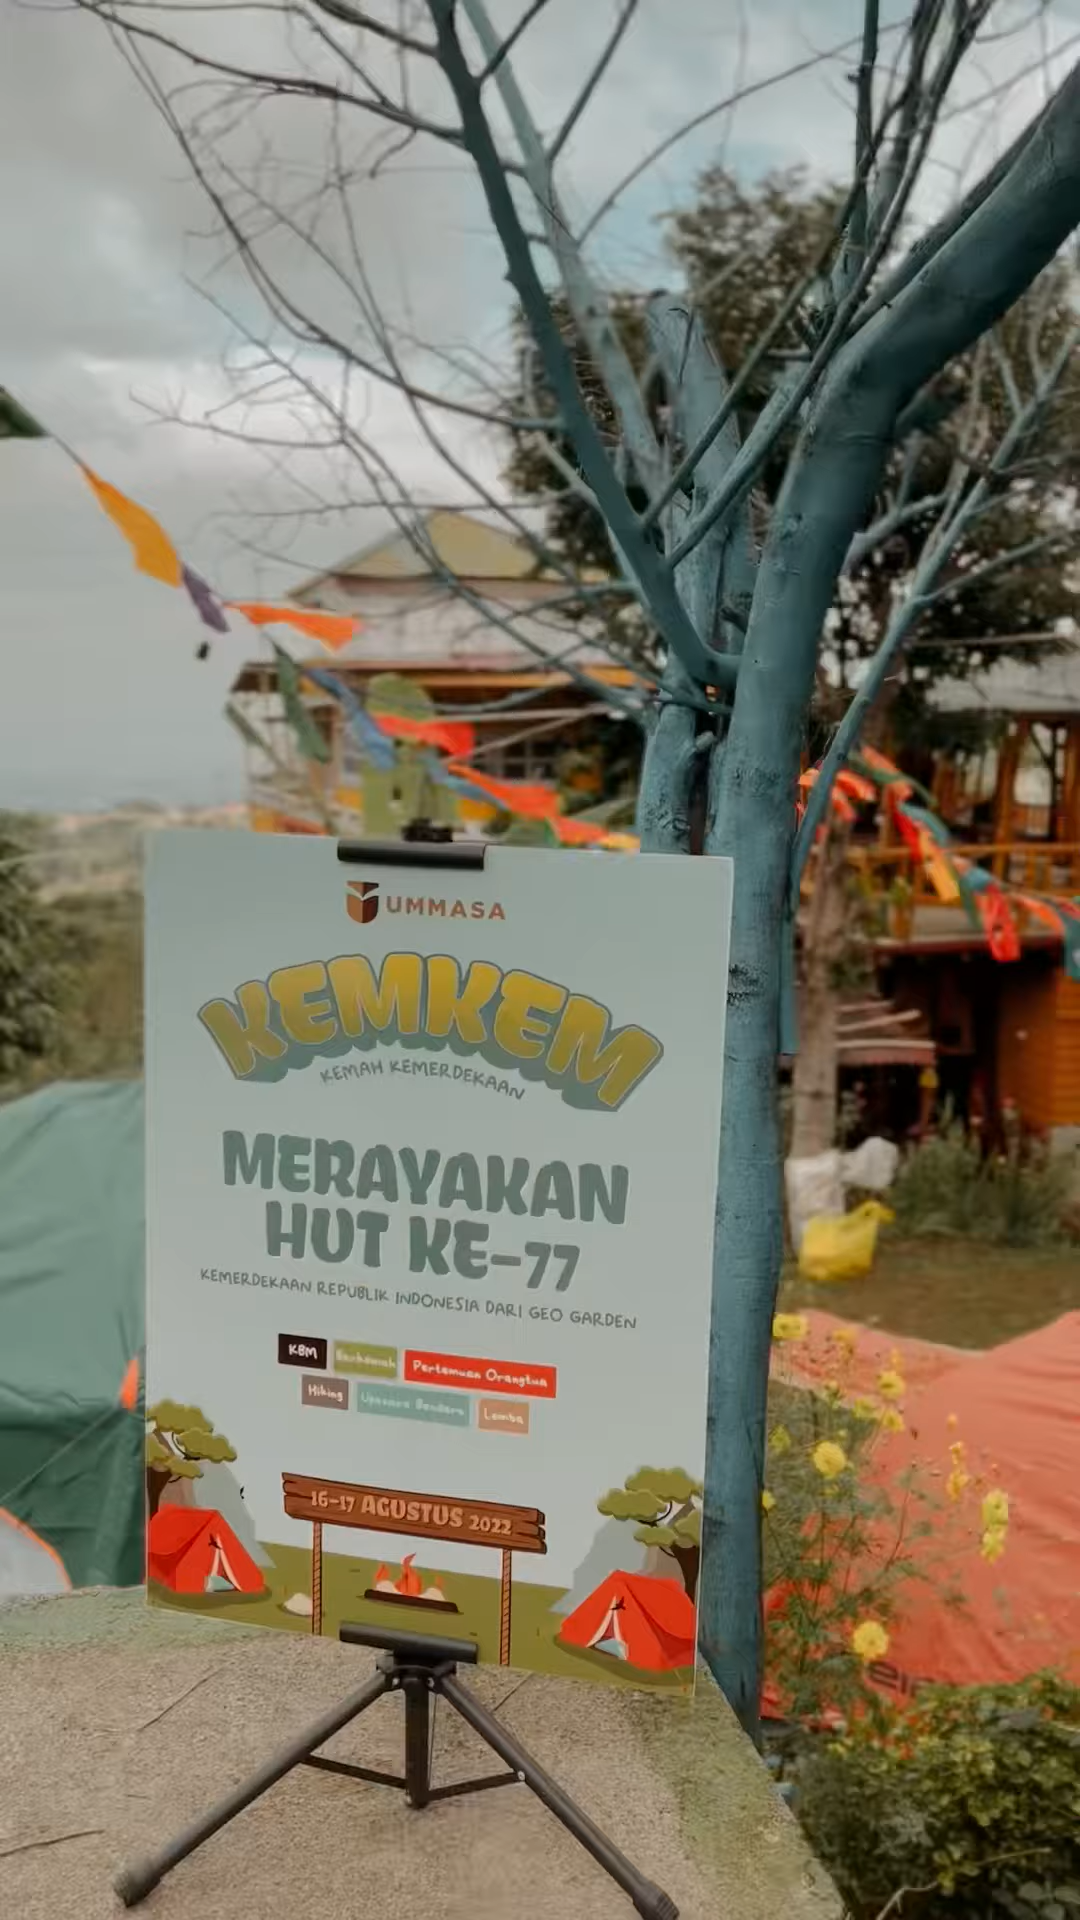 UMMASA
KEMKEM
KEMAH KEMERDEKAAN
MERAYAKAN
HUT KE-77
KEMERDEKAAN REPUBLIK INDONESIA DARI GEO GARDEN
KBM Berkemah Pertemuan Orangtua
Hiking Upacara Bendera Lomba
16-17 AGUSTUS 2022